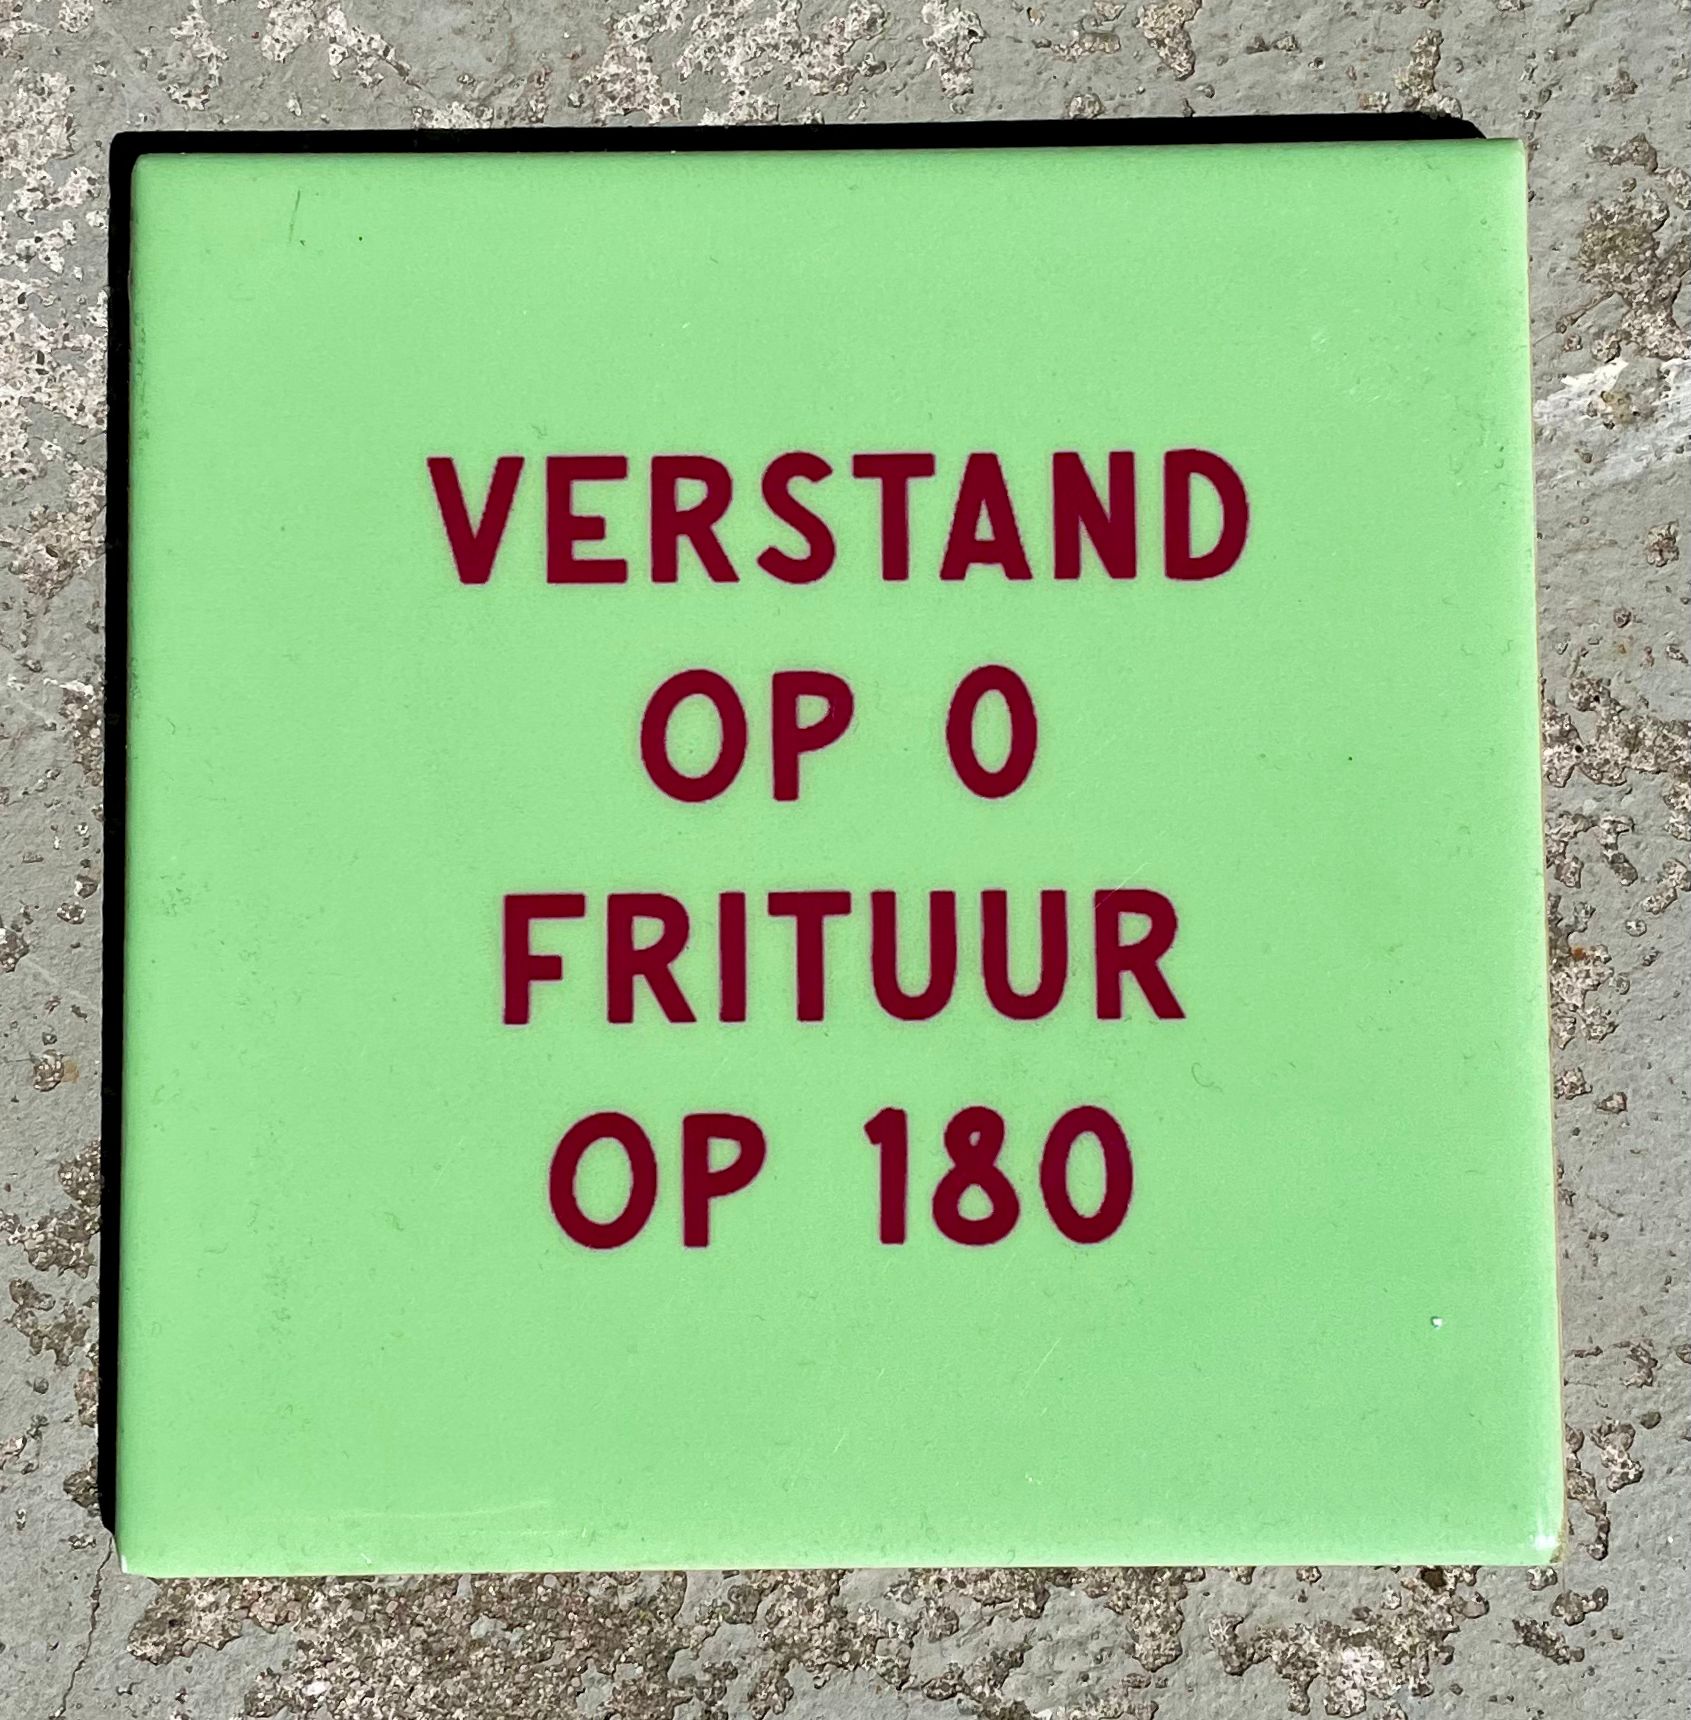 VERSTAND
OP 0
FRITUUR
OP 180